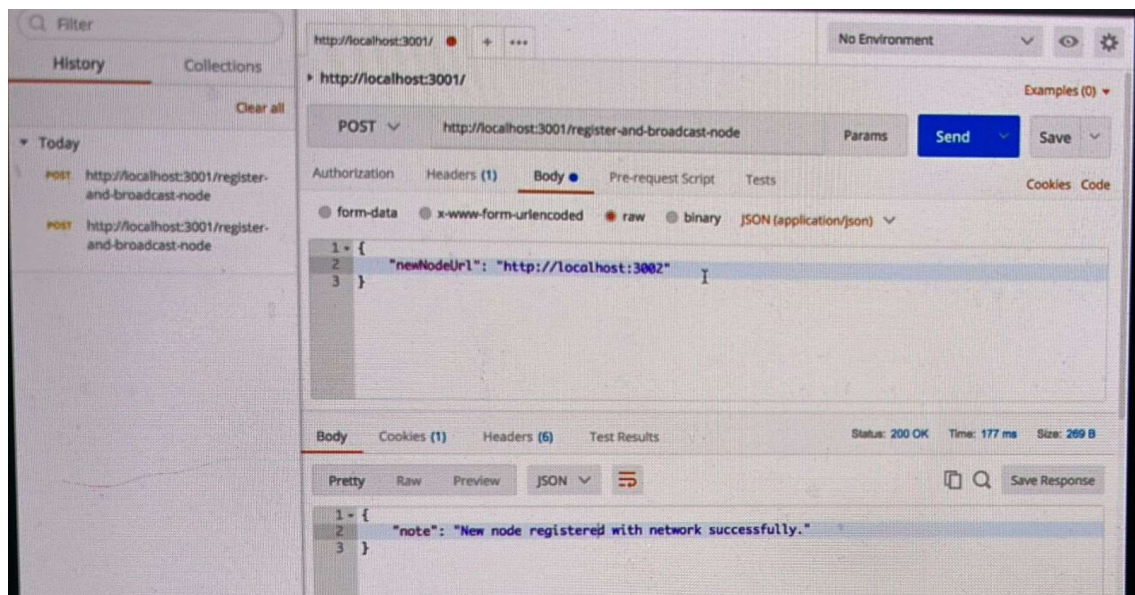 Filter
History Collections
Clear all
Today
POST http://localhost:3001/register-
and-broadcast-node
POST http://localhost:3001/register-
and-broadcast-node
http://localhost:3001/ + •••
No Environment
http://localhost:3001/
Examples (0)
POST http://localhost:3001/register-and-broadcast-node Params Send Save
Authorization Headers (1) Body Pre-request Script Tests Cookies Code
form-data x-www-form-urlencoded raw binary JSON (application/json)
1 {
2 "newNodeUrl": "http://localhost:3002"
3 }
Body Cookies (1) Headers (6) Test Results Status: 200 OK Time: 177 ms Size: 269 B
Pretty Raw Preview JSON Save Response
1 {
2 "note": "New node registered with network successfully."
3 }